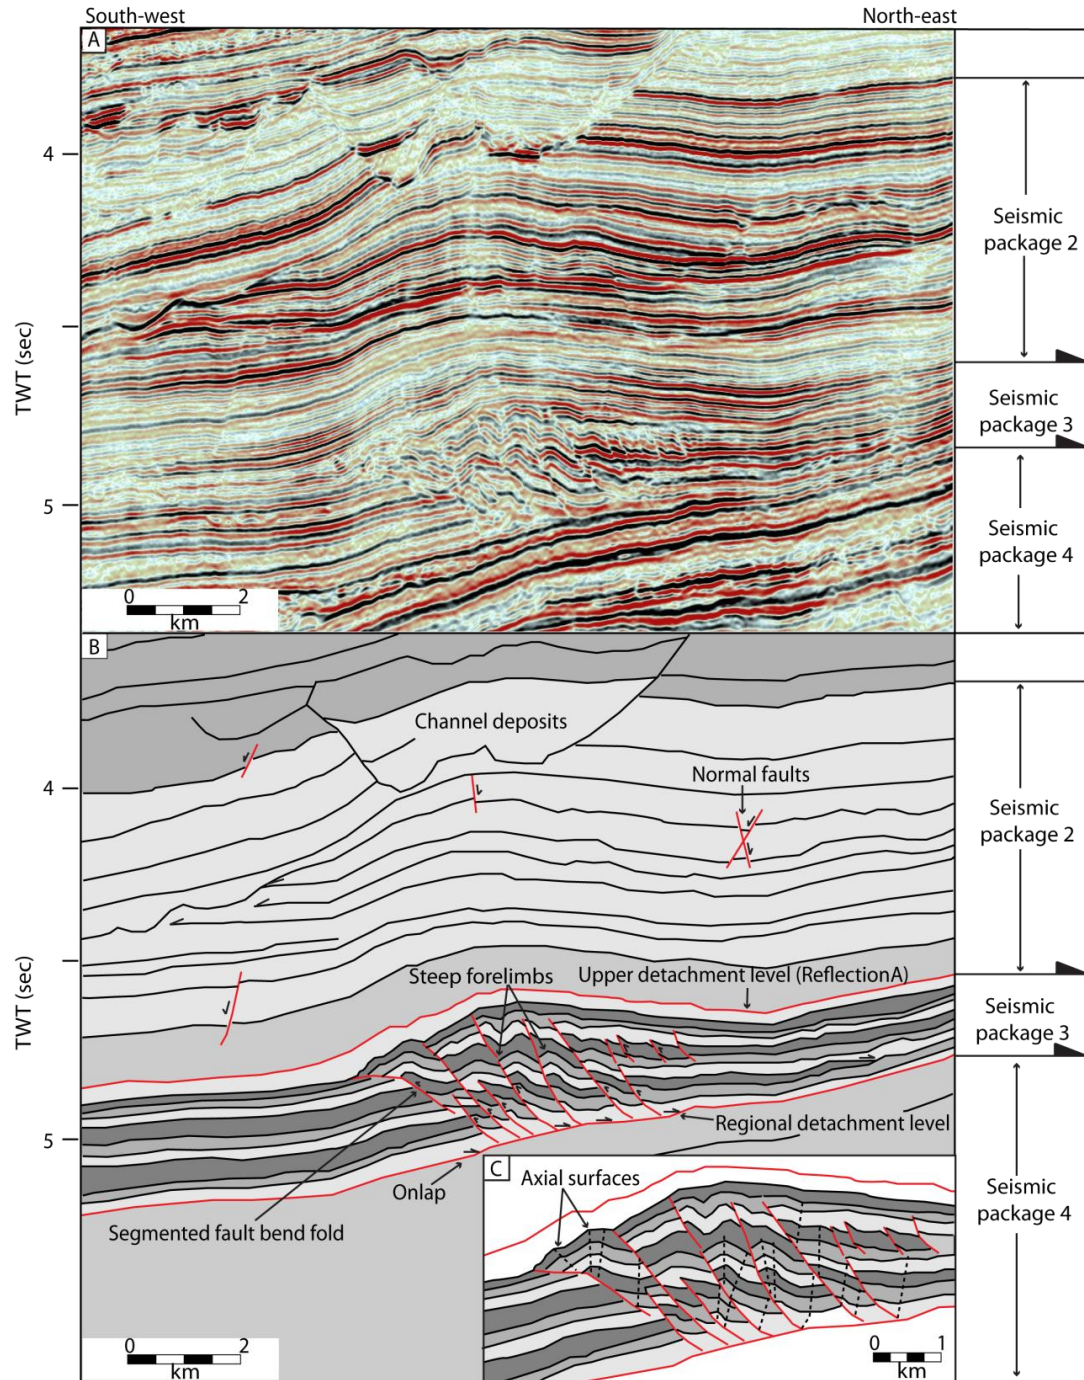 South-west
North-east
A
4
TWT (sec)
5
0 2
km
Seismic
package 2
Seismic
package 3
Seismic
package 4
B
Channel deposits
Normal faults
4
TWT (sec)
Steep forelimbs
Upper detachment level (ReflectionA)
5
Regional detachment
level
Onlap
Segmented fault bend fold
0 2
km
C
Axial surfaces
0 1
km
Seismic
package 2
Seismic
package 3
Seismic
package 4